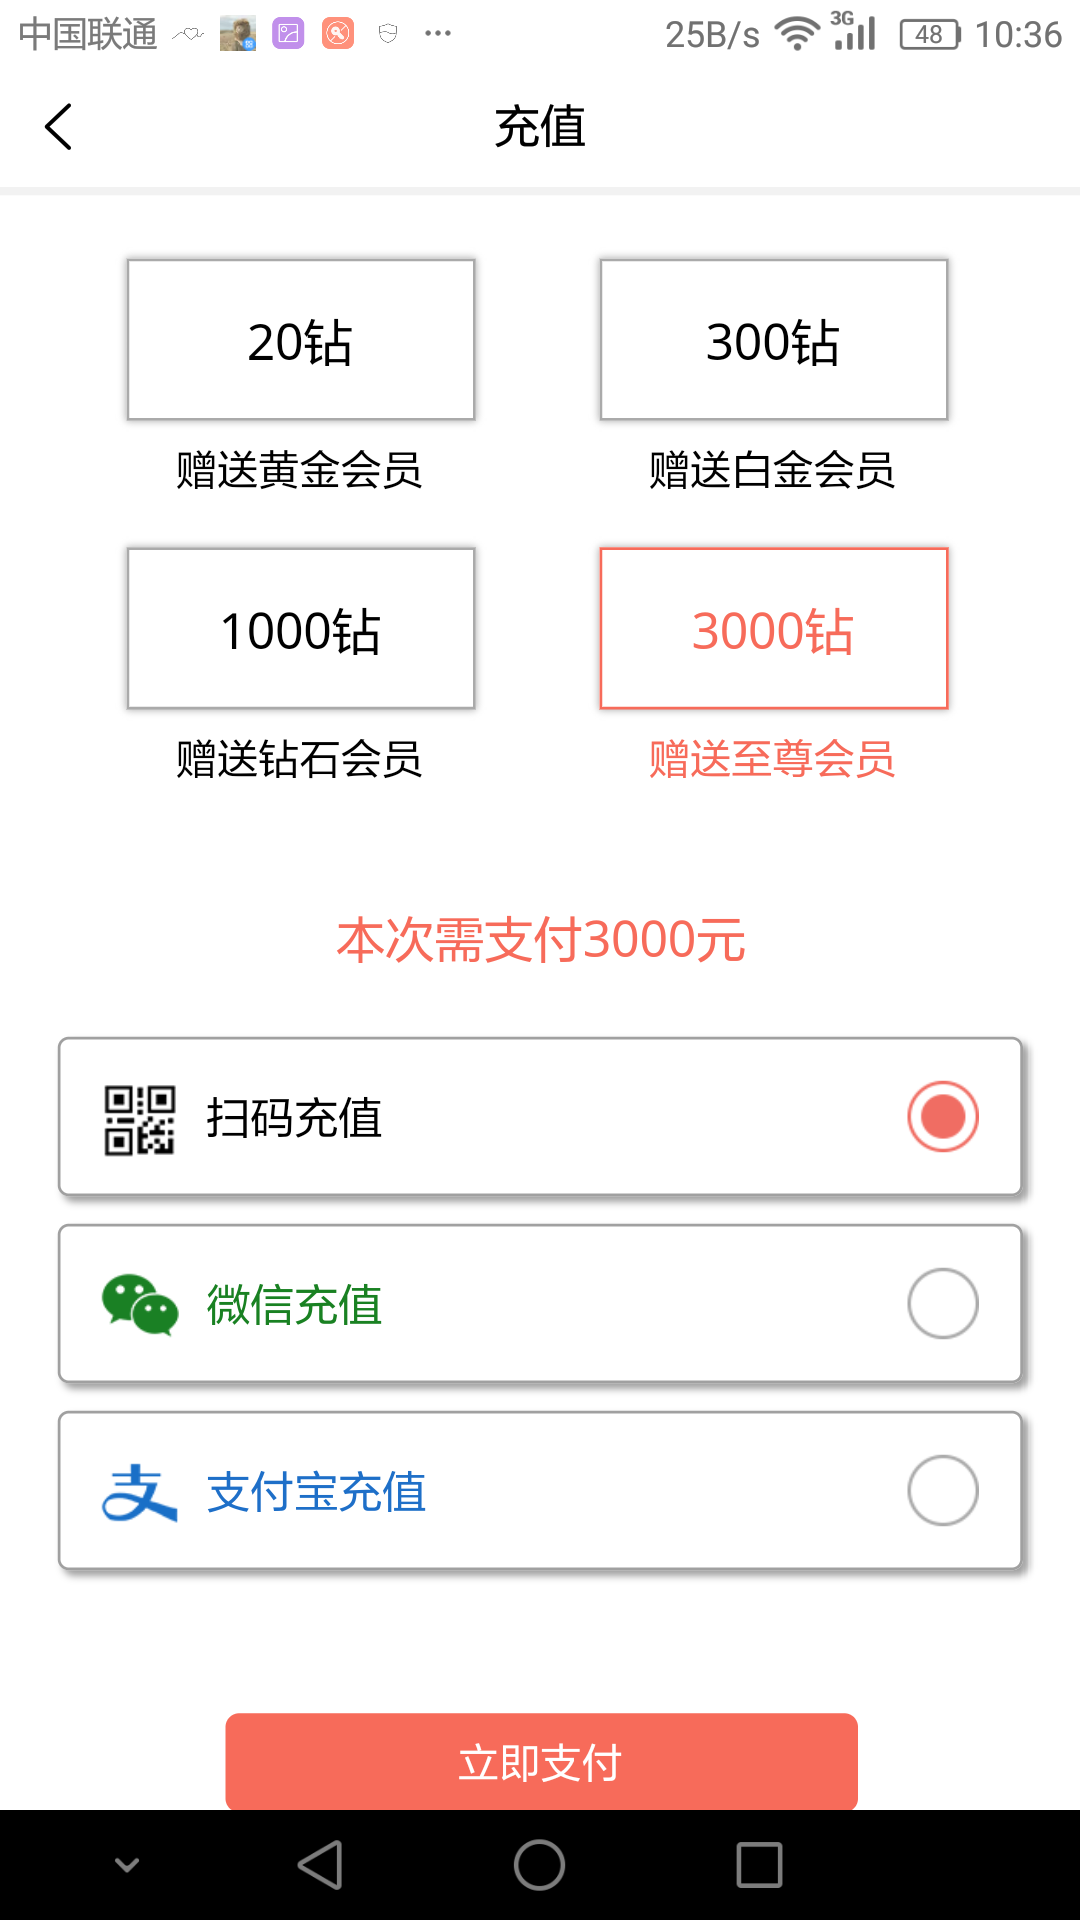 中国联通 25B/s 3G 48 10:36
充值
20钻 300钻
赠送黄金会员 赠送白金会员
1000钻 3000钻
赠送钻石会员 赠送至尊会员
本次需支付3000元
扫码充值
微信充值
支 支付宝充值
立即支付